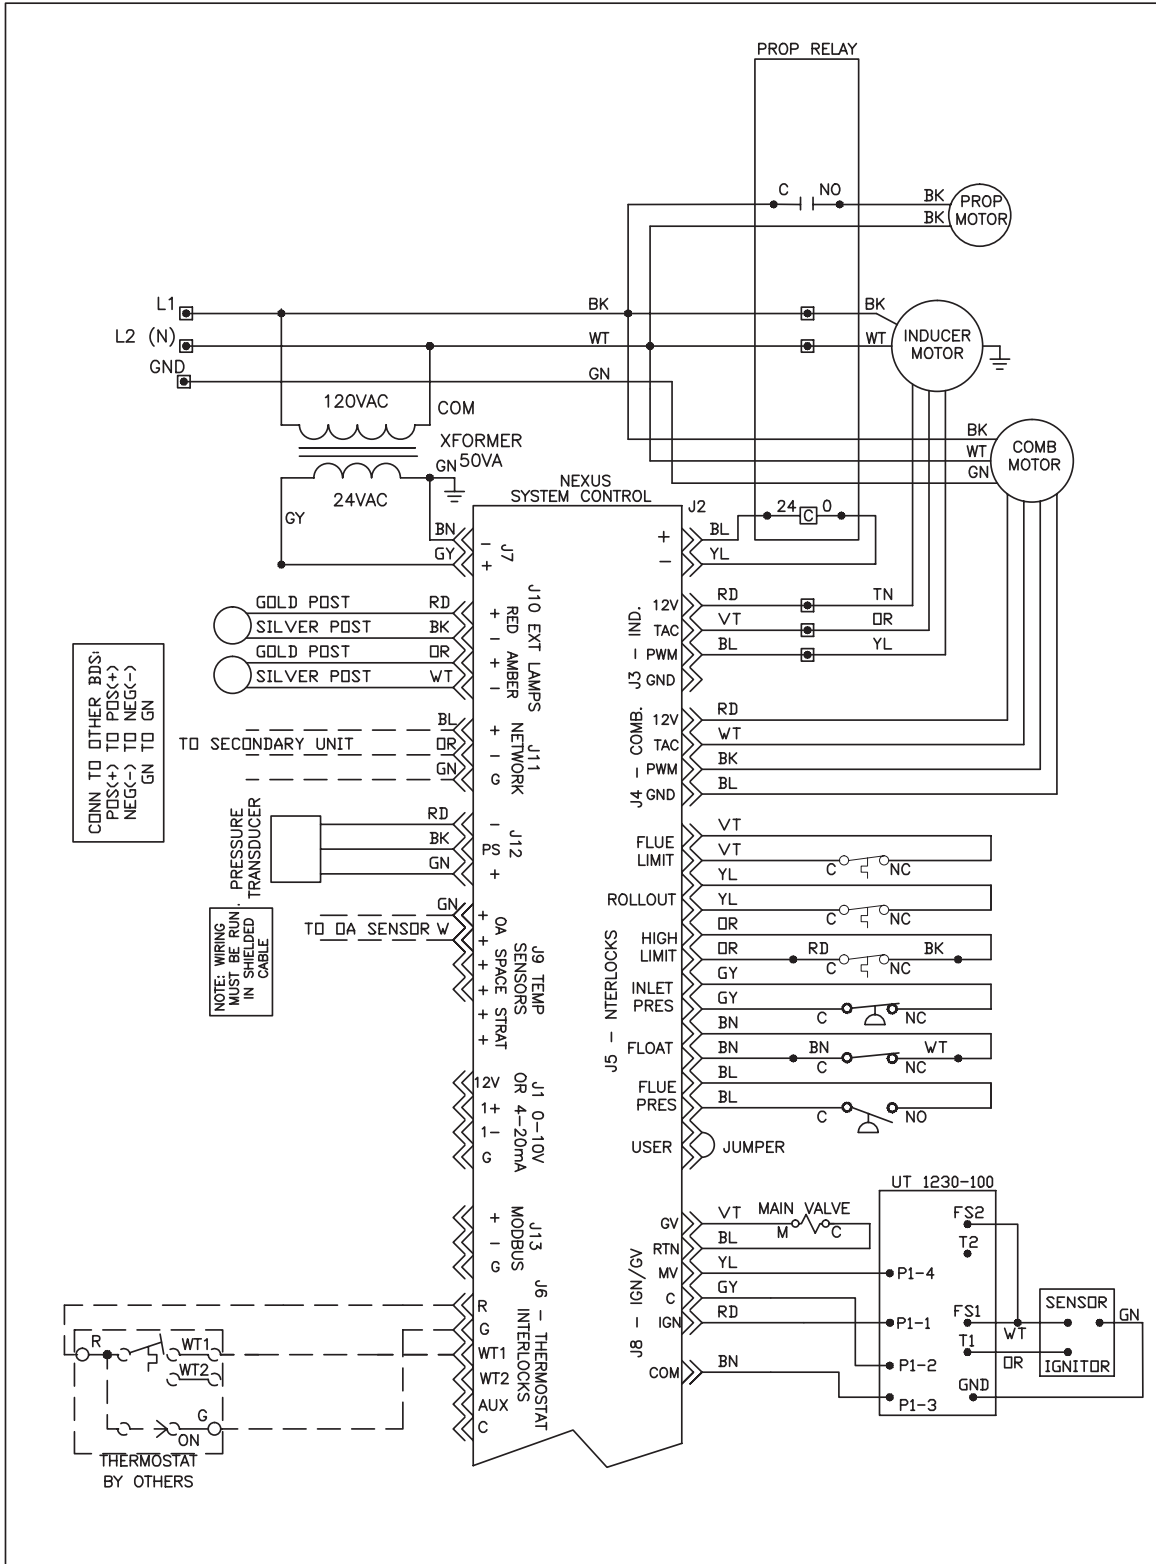 PROP RELAY
C NO
BK
BK
PROP
MOTOR
L1
BK
BK
L2 (N)
WT
WT
INDUCER
MOTOR
GND
GN
120VAC
COM
XFORMER
50VA
GN
24VAC
GY
BK
WT
GN
COMB
MOTOR
NEXUS
SYSTEM CONTROL
J2
24 C 0
BN
GY
-
+
J7
+
-
BL
YL
GOLD POST RD
SILVER POST BK
GOLD POST OR
SILVER POST WT
+
-
+
-
RED AMBER
J10 EXT LAMPS
12V
TAC
PWM
GND
J3 - IND.
RD TN
VT OR
BL YL
CONN TO OTHER BDS:
POS(+) TO POS(+)
NEG(-) TO NEG(-)
GN TO GN
BL
TO SECONDARY UNIT OR
GN
+
-
G
NETWORK
J11
12V
TAC
PWM
GND
J4 - COMB.
RD
WT
BK
BL
PRESSURE
TRANSDUCER
RD
BK
GN
-
PS
+
J12
NOTE: WIRING
MUST BE RUN
IN SHIELDED
CABLE
GN
TO OA SENSOR W
+
+
+
+
+
+
OA SPACE STRAT
J9 TEMP
SENSORS
J5 - NTERLOCKS
FLUE
LIMIT
VT
VT
C NC
ROLLOUT
YL
YL
C NC
HIGH
LIMIT
OR
OR RD BK
C NC
INLET
PRES
GY
GY
C NC
FLOAT
BN
BN BN WT
C NC
FLUE
PRES
BL
BL
C NO
USER
JUMPER
12V
1+
1-
G
J1 0-10V
OR 4-20mA
+
-
G
J13
MODBUS
J8 - IGN/GV
GV
RTN
MV
C
IGN
COM
VT
BL
YL
GY
RD
BN
MAIN VALVE
M C
UT 1230-100
FS2
T2
P1-4
FS1
P1-1
T1
P1-2
GND
P1-3
WT
OR
SENSOR
IGNITOR
GN
R
G
WT1
WT2
AUX
C
J6 - THERMOSTAT
INTERLOCKS
R
WT1
WT2
G
ON
THERMOSTAT
BY OTHERS